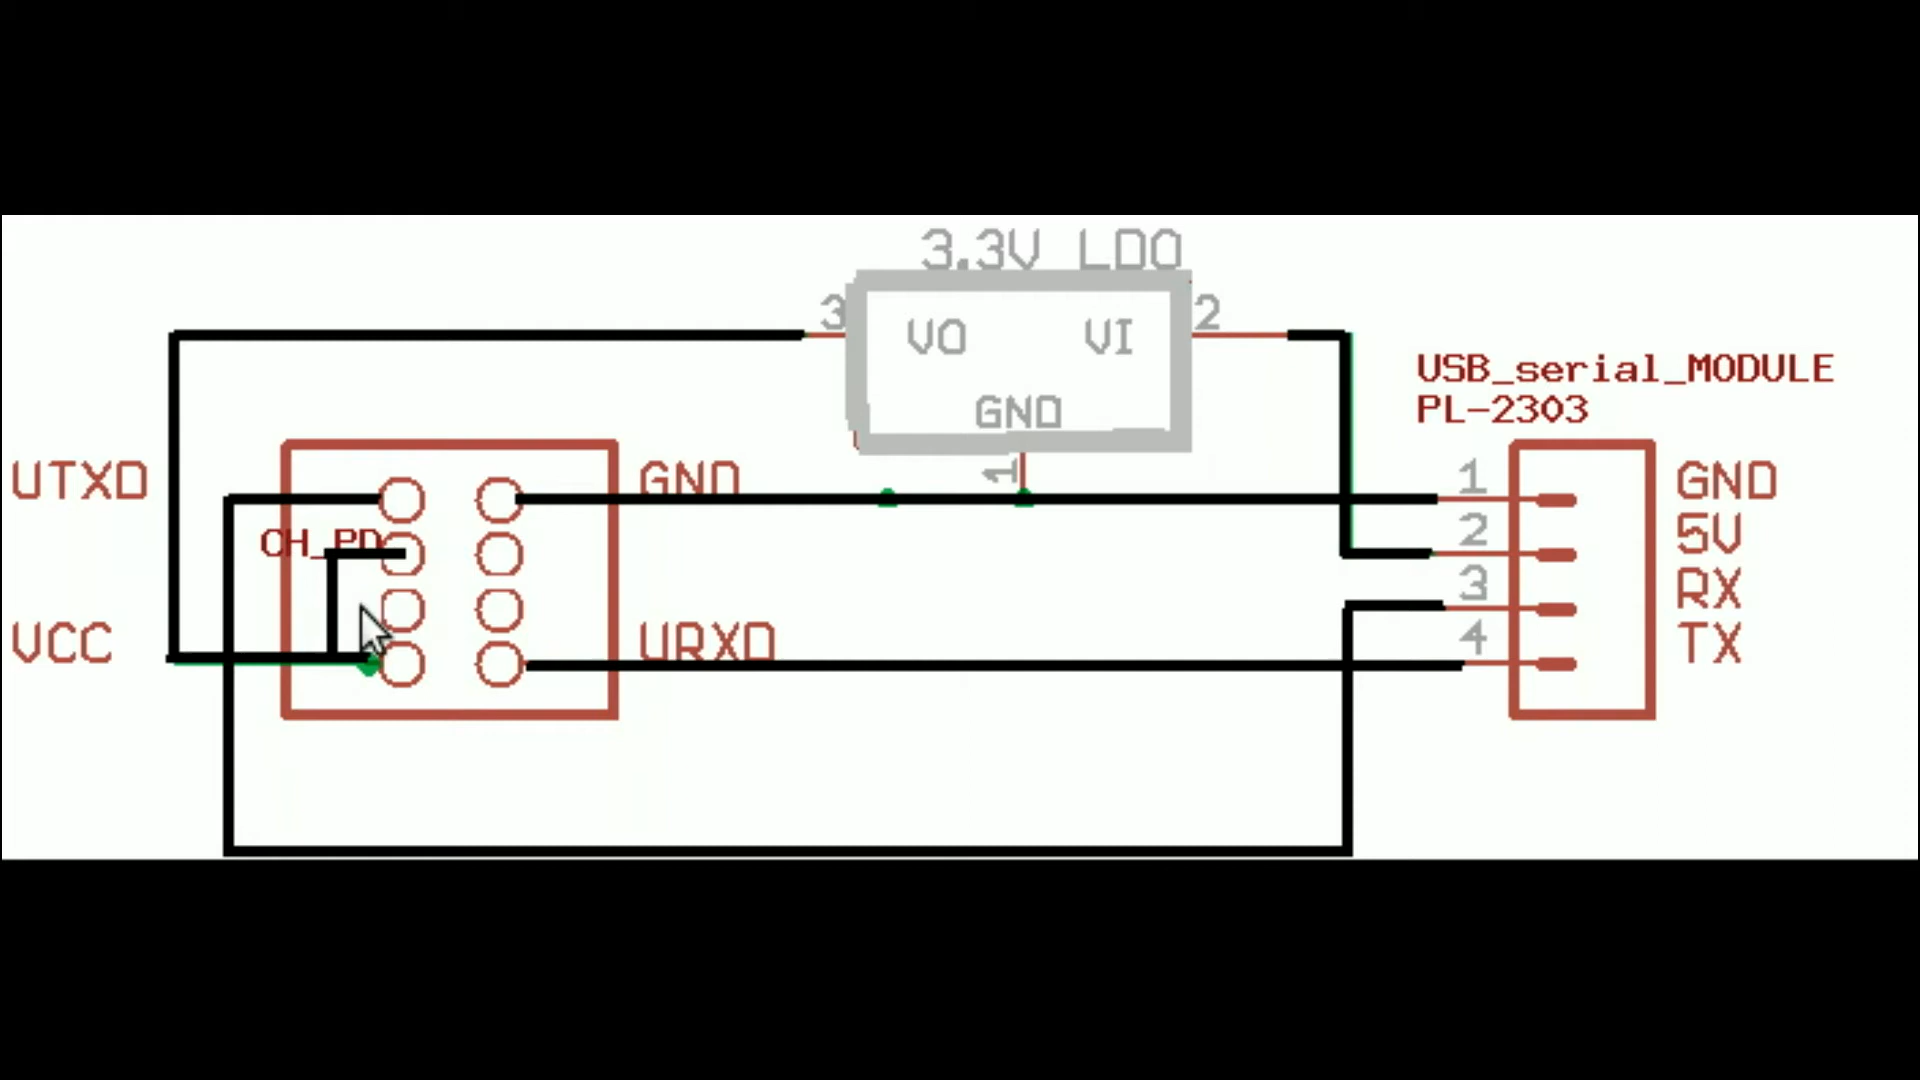 3.3V LDO
3
VO
VI
2
GND
1
USB_serial_MODULE
PL-2303
UTXD
CH_PD
VCC
GND
URXD
1
GND
2
5V
3
RX
4
TX